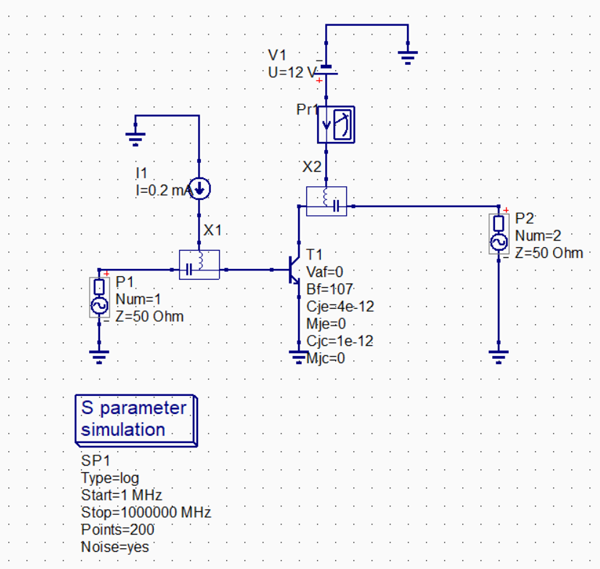 V1
U=12 V
Pr1
X2
I1
I=0.2 mA
X1
P1
Num=1
Z=50 Ohm
T1
Vaf=0
Bf=107
Cje=4e-12
Mje=0
Cjc=1e-12
Mjc=0
P2
Num=2
Z=50 Ohm
S parameter
simulation
SP1
Type=log
Start=1 MHz
Stop=1000000 MHz
Points=200
Noise=yes